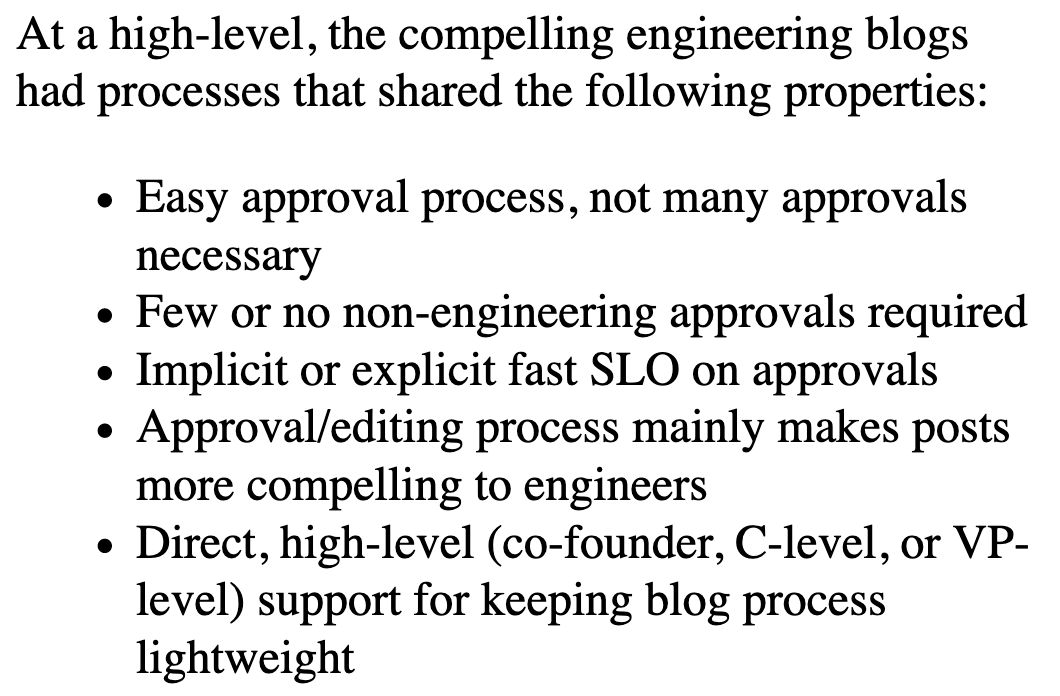 At a high-level, the compelling engineering blogs
had processes that shared the following properties:
• Easy approval process, not many approvals
necessary
• Few or no non-engineering approvals required
• Implicit or explicit fast SLO on approvals
• Approval/editing process mainly makes posts
more compelling to engineers
• Direct, high-level (co-founder, C-level, or VP-
level) support for keeping blog process
lightweight